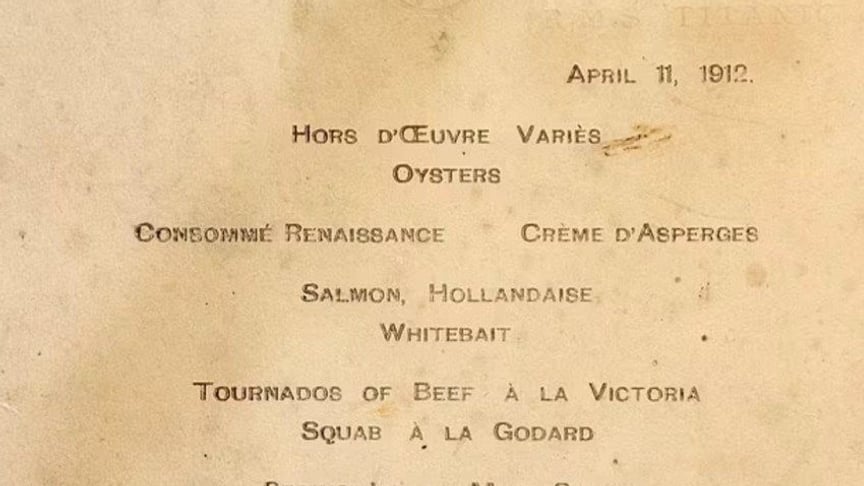 R.M.S TITANIC
APRIL 11, 1912.
HORS D'ŒUVRE VARIÈS
OYSTERS
CONSOMMÉ RENAISSANCE CRÈME D'ASPERGES
SALMON, HOLLANDAISE
WHITEBAIT
TOURNADOS OF BEEF À LA VICTORIA
SQUAB À LA GODARD